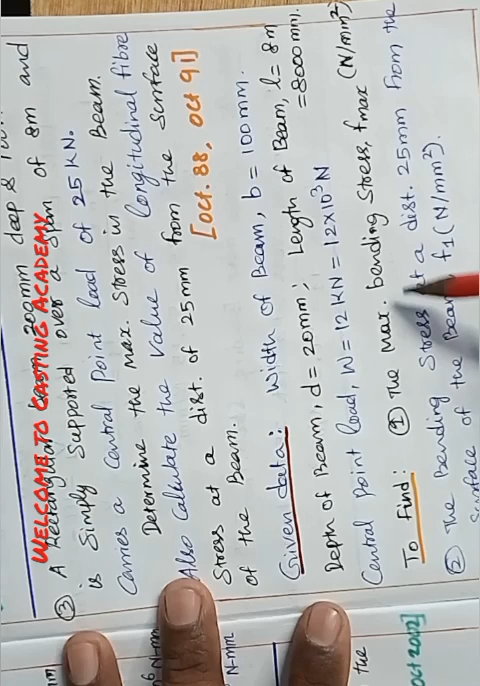 WELCOME TO CASTING ACADEMY
③ A Rectangular beam 200mm deep &
is Simply Supported over a span of 8m and
Carries a Central Point load of 25 KN.
Determine the Max. Stress in the Beam.
Also Calculate the Value of Longitudinal fibre
Stress at a dist. of 25mm from the Surface
of the Beam. [Oct. 88, Oct 91]
Given data: Width of Beam, b = 100mm.
Depth of Beam, d = 20mm; Length of Beam, l = 8m
= 8000mm.
Central Point load, W = 12 KN = 12x10³ N
To Find: ① The Max. bending Stress, fmax (N/mm²)
② The Bending Stress at a dist. 25mm from the
Surface of the Beam f1 (N/mm²).
N-mm
N-mm
the
Oct 2002]